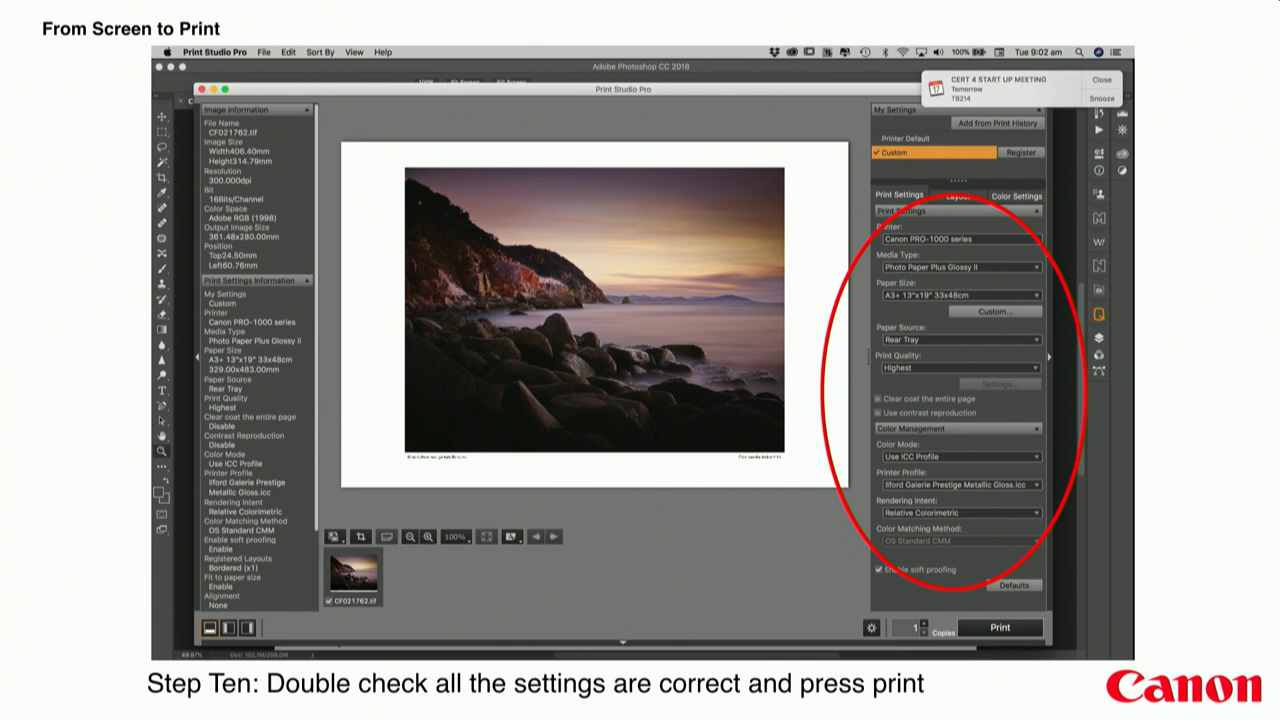 From Screen to Print
Print Studio Pro File Edit Sort By View Help
100% Tue 9:02 am
Adobe Photoshop CC 2018
Print Studio Pro
CERT 4 START UP MEETING
Tomorrow
TB214
Close
Snooze
17
Image Information
File Name
CF021762.tif
Image Size
Width406.40mm
Height314.79mm
Resolution
300.000dpi
Bit
16Bits/Channel
Color Space
Adobe RGB (1998)
Output Image Size
361.48x280.00mm
Position
Top24.50mm
Left60.76mm
Print Settings Information
My Settings
Custom
Printer
Canon PRO-1000 series
Media Type
Photo Paper Plus Glossy II
Paper Size
A3+ 13"x19" 33x48cm
329.00x483.00mm
Paper Source
Rear Tray
Print Quality
Highest
Clear coat the entire page
Disable
Contrast Reproduction
Disable
Color Mode
Use ICC Profile
Printer Profile
Ilford Galerie Prestige
Metallic Gloss.icc
Rendering Intent
Relative Colorimetric
Color Matching Method
OS Standard CMM
Enable soft proofing
Enable
Registered Layouts
Bordered (x1)
Fit to paper size
Enable
Alignment
None
100%
CF021762.tif
My Settings
Add from Print History
Printer Default
Custom
Register
Print Settings Layout Color Settings
Print Settings
Printer:
Canon PRO-1000 series
Media Type:
Photo Paper Plus Glossy II
Paper Size:
A3+ 13"x19" 33x48cm
Custom...
Paper Source:
Rear Tray
Print Quality:
Highest
Settings...
Clear coat the entire page
Use contrast reproduction
Color Management
Color Mode:
Use ICC Profile
Printer Profile:
Ilford Galerie Prestige Metallic Gloss.icc
Rendering Intent:
Relative Colorimetric
Color Matching Method:
OS Standard CMM
Enable soft proofing
Defaults
1 Copies Print
49.97% Doc: 102.1M/358.0M
Step Ten: Double check all the settings are correct and press print
Canon